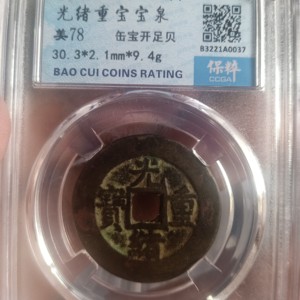 光绪重宝宝泉
美78 缶宝开足贝
30.3*2.1mm*9.4g
BAO CUI COINS RATING
B3221A0037
保粹
光緒重寶